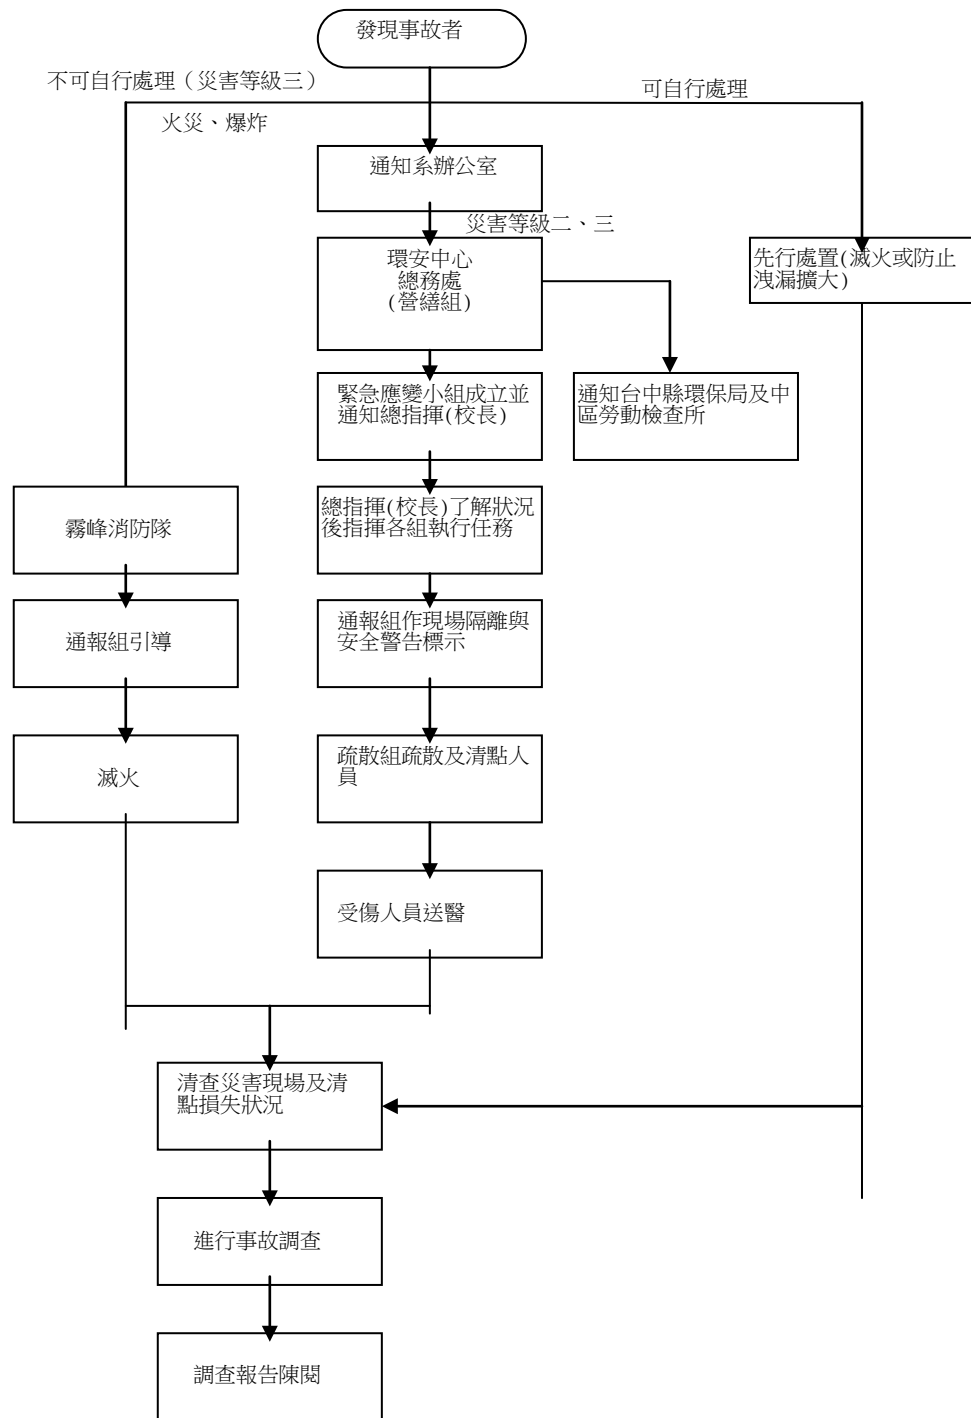 發現事故者
不可自行處理（災害等級三）
可自行處理
火災、爆炸
通知系辦公室
災害等級二、三
環安中心
總務處
(營繕組)
先行處置(滅火或防止
洩漏擴大)
緊急應變小組成立並
通知總指揮(校長)
通知台中縣環保局及中
區勞動檢查所
總指揮(校長)了解狀況
後指揮各組執行任務
霧峰消防隊
通報組引導
通報組作現場隔離與
安全警告標示
疏散組疏散及清點人
員
滅火
受傷人員送醫
清查災害現場及清
點損失狀況
進行事故調查
調查報告陳閱